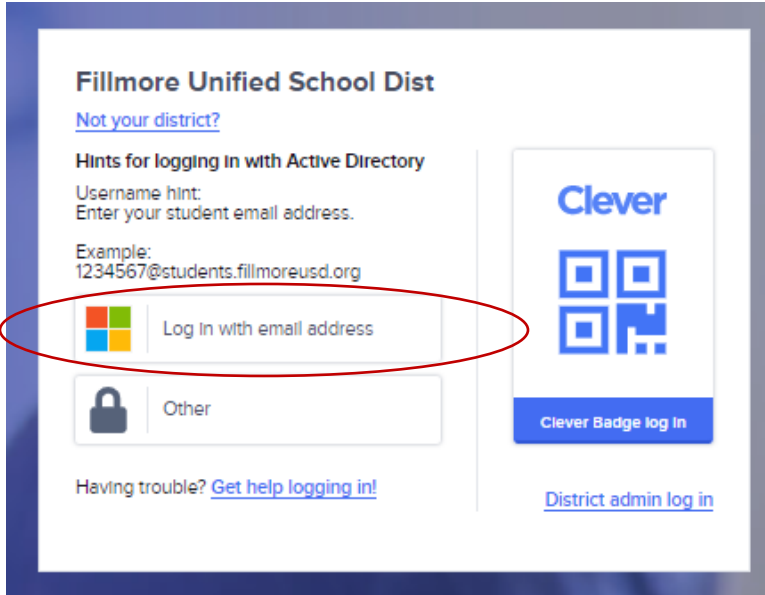 Fillmore Unified School Dist
Not your district?
Hints for logging in with Active Directory
Username hint:
Enter your student email address.
Example:
1234567@students.fillmoreusd.org
Log in with email address
Other
Having trouble? Get help logging in!
Clever
Clever Badge log in
District admin log in